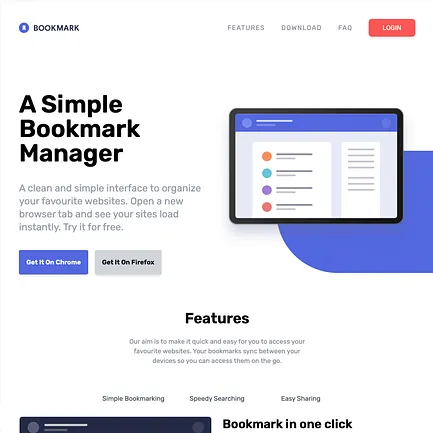 BOOKMARK
FEATURES DOWNLOAD FAQ LOGIN
A Simple
Bookmark
Manager
A clean and simple interface to organize
your favourite websites. Open a new
browser tab and see your sites load
instantly. Try it for free.
Get It On Chrome Get It On Firefox
Features
Our aim is to make it quick and easy for you to access your
favourite websites. Your bookmarks sync between your
devices so you can access them on the go.
Simple Bookmarking Speedy Searching Easy Sharing
Bookmark in one click